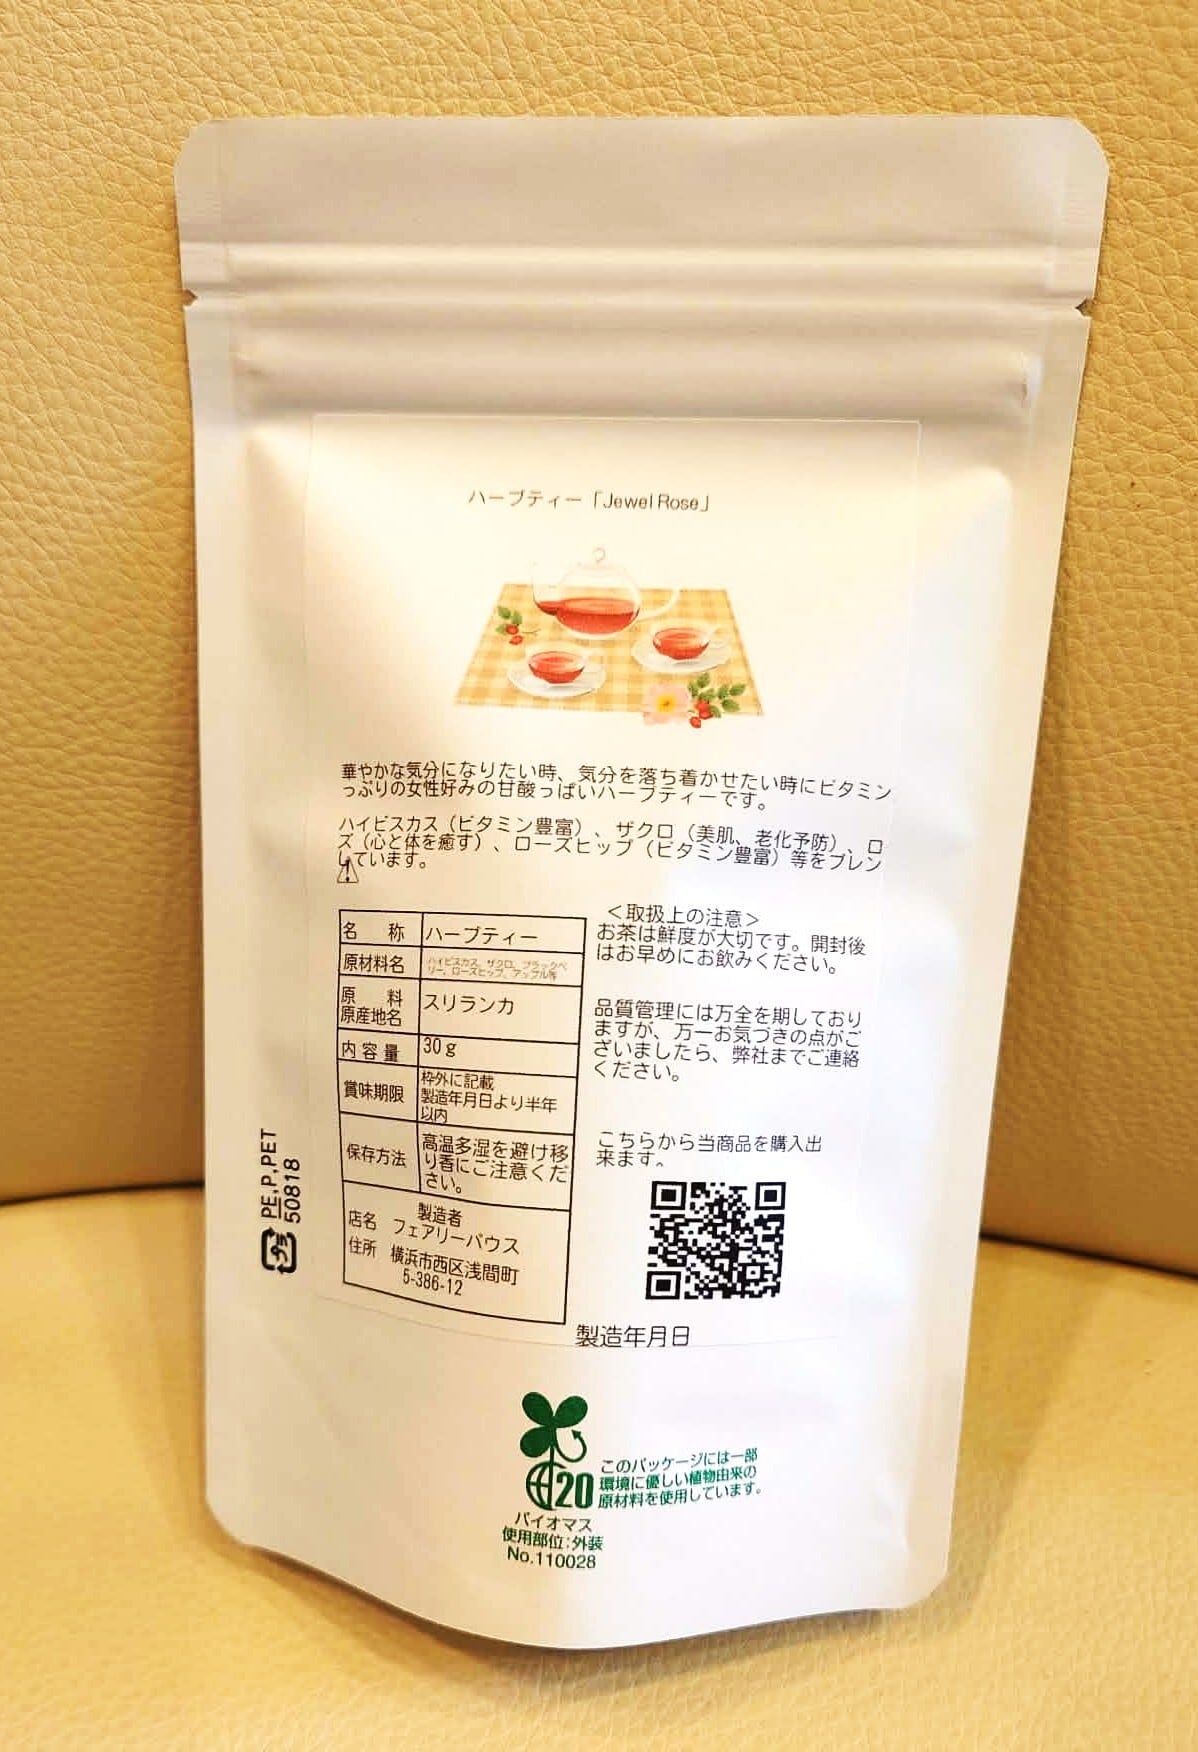 ハーブティー「Jewel Rose」
華やかな気分になりたい時、気分を落ち着かせたい時にビタミン
っぷりの女性好みの甘酸っぱいハーブティーです。
ハイビスカス（ビタミン豊富）、ザクロ（美肌、老化予防）、ロ
ズ（心と体を癒す）、ローズヒップ（ビタミン豊富）等をブレン
しています。
名 称 ハーブティー
原材料名 ハイビスカス、ザクロ、ブラックベ
リー、ローズヒップ、アップル等
原 料
原産地名 スリランカ
内容量 30g
賞味期限 枠外に記載
製造年月日より半年
以内
保存方法 高温多湿を避け移
り香にご注意くだ
さい。
製造者
店名 フェアリーハウス
住所 横浜市西区浅間町
5-386-12
＜取扱上の注意＞
お茶は鮮度が大切です。開封後
はお早めにお飲みください。
品質管理には万全を期しており
ますが、万一お気づきの点がご
ざいましたら、弊社までご連絡
ください。
こちらから当商品を購入出
来ます。
製造年月日
プラ PE,P,PET
50818
20
このパッケージには一部
環境に優しい植物由来の
原材料を使用しています。
バイオマス
使用部位:外装
No.110028